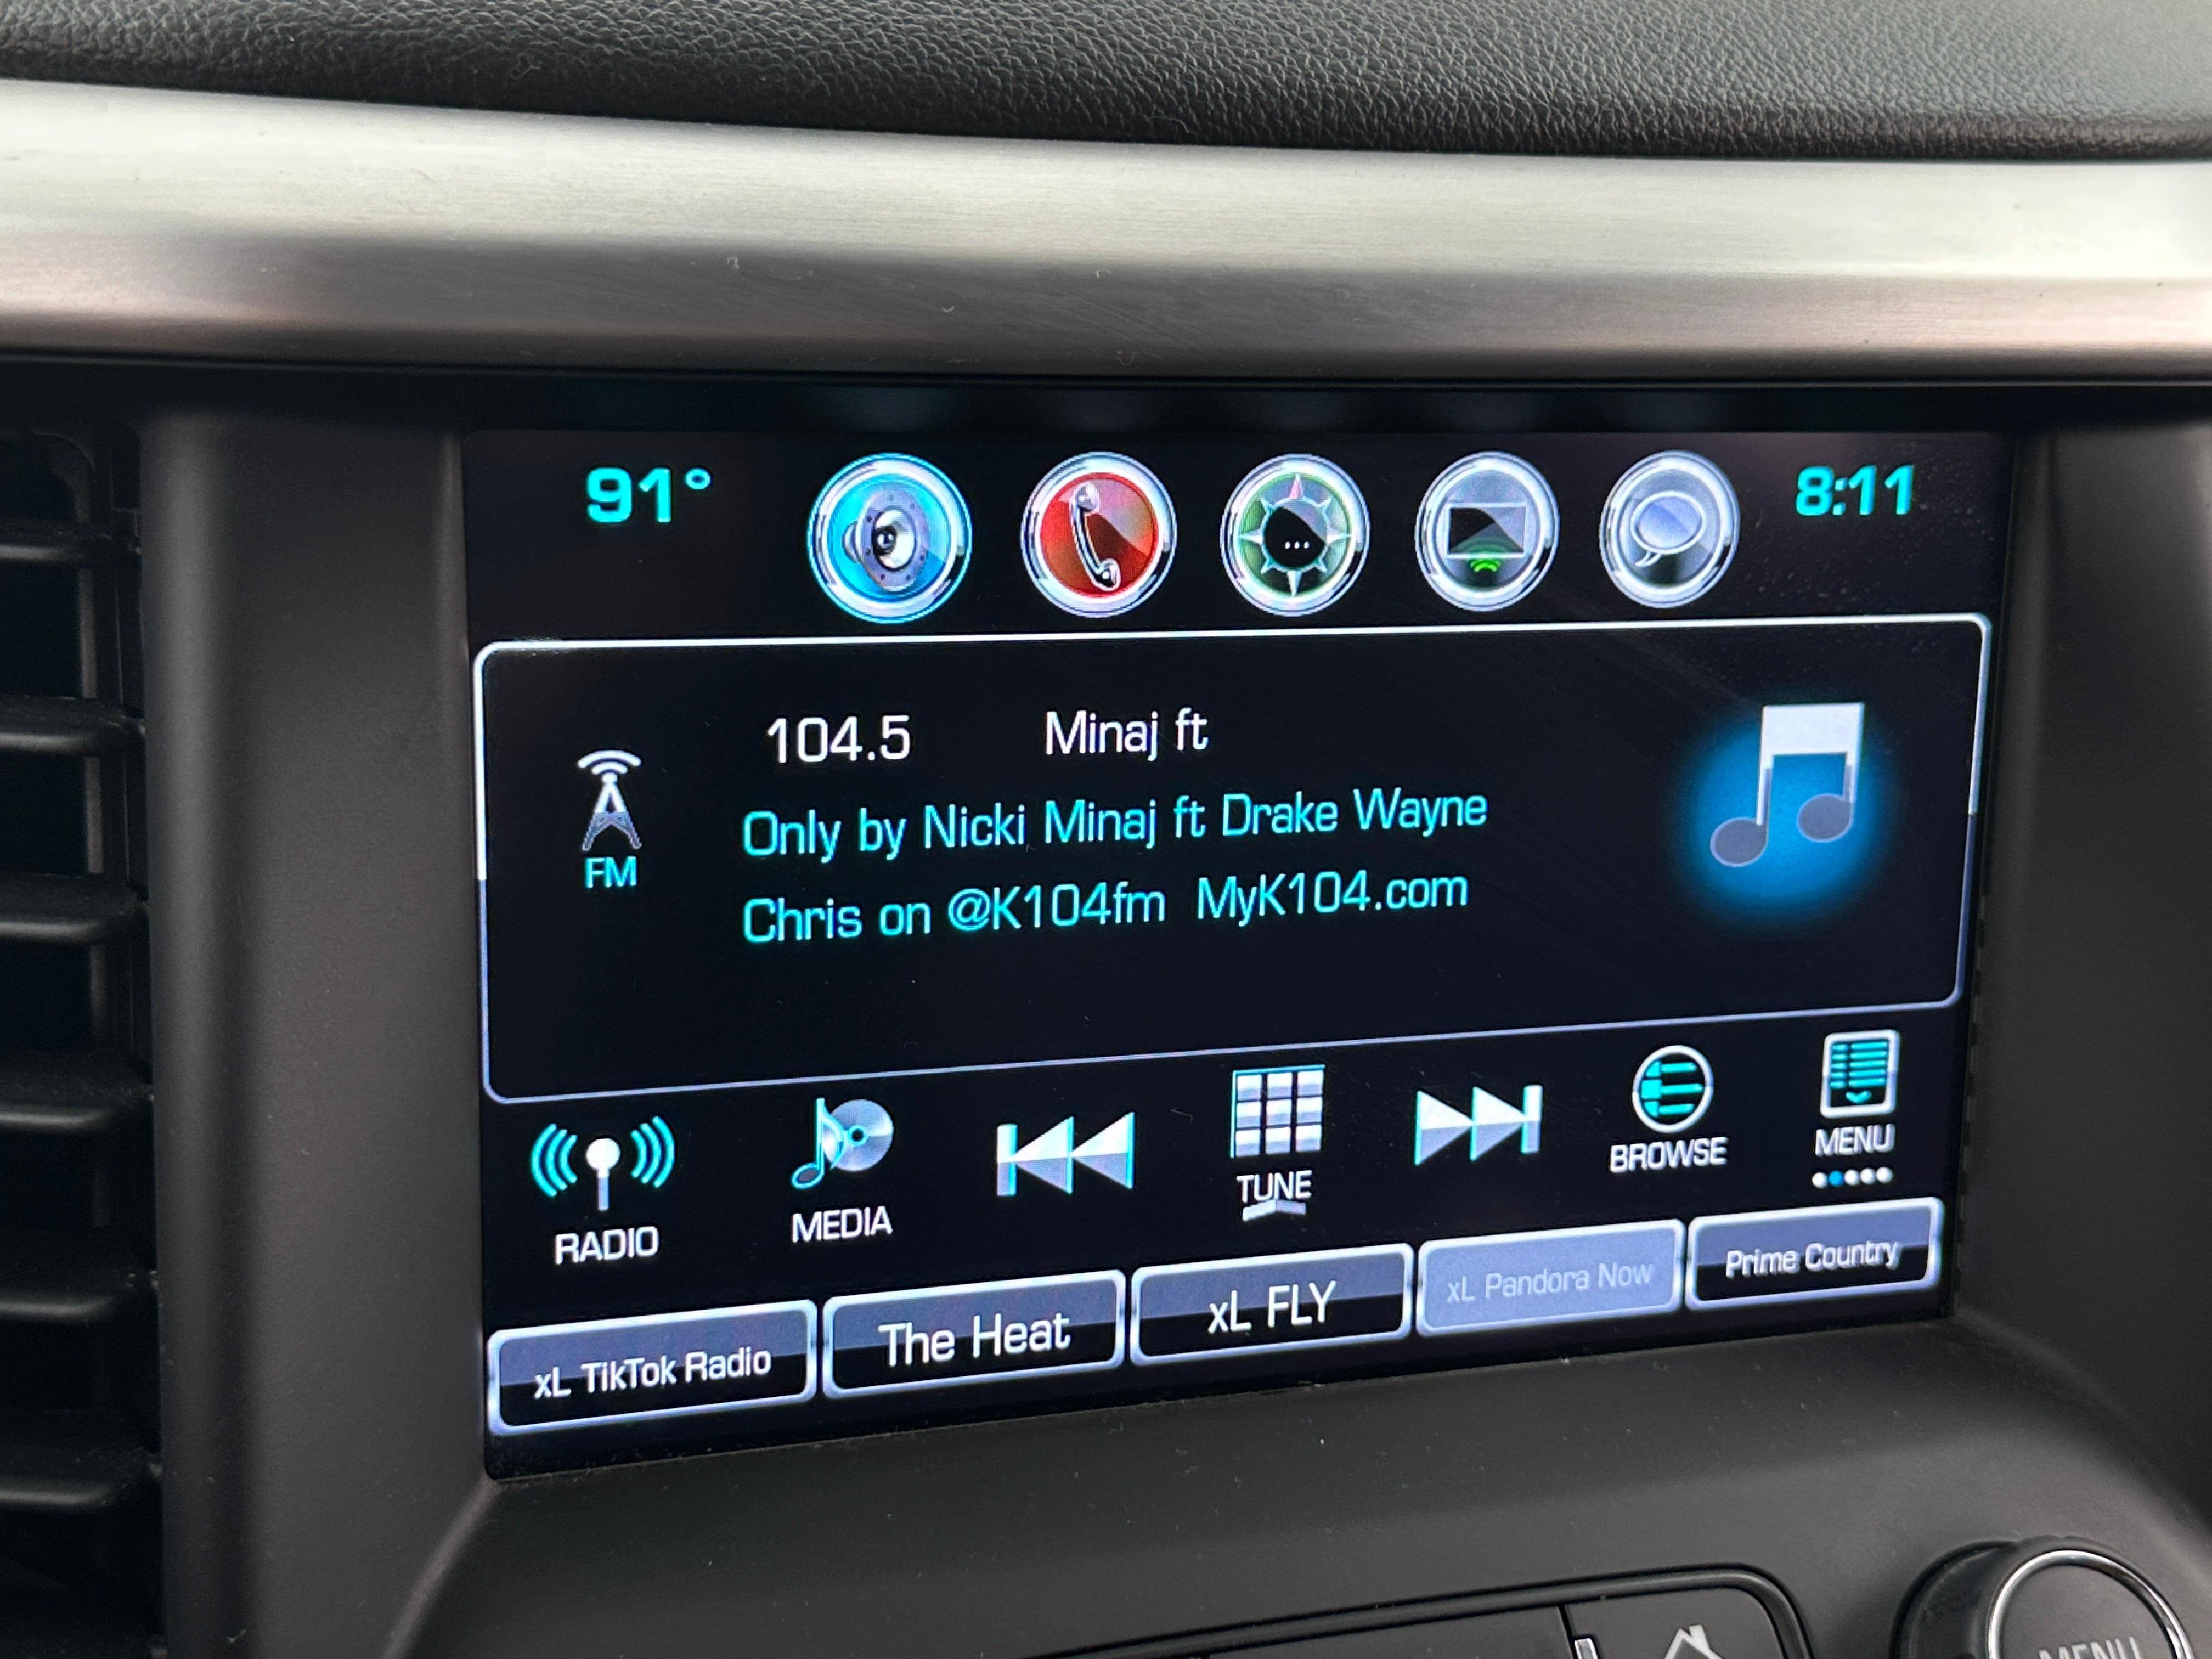 91° 8:11
104.5 Minaj ft
FM
Only by Nicki Minaj ft Drake Wayne
Chris on @K104fm MyK104.com
RADIO MEDIA TUNE BROWSE MENU
xL TikTok Radio The Heat xL FLY xL Pandora Now Prime Country
MENU